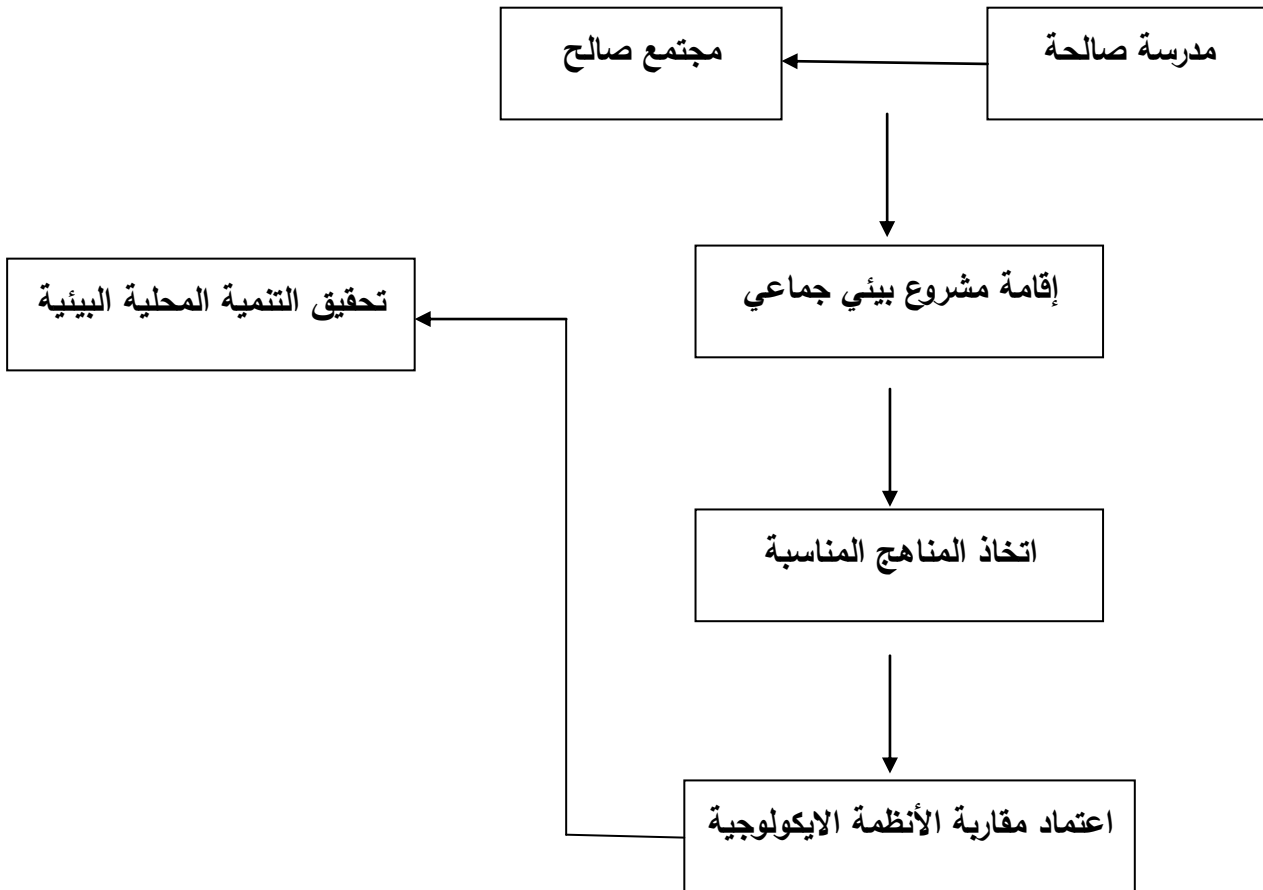 مدرسة صالحة
مجتمع صالح
إقامة مشروع بيئي جماعي
تحقيق التنمية المحلية البيئية
اتخاذ المناهج المناسبة
اعتماد مقاربة الأنظمة الايكولوجية